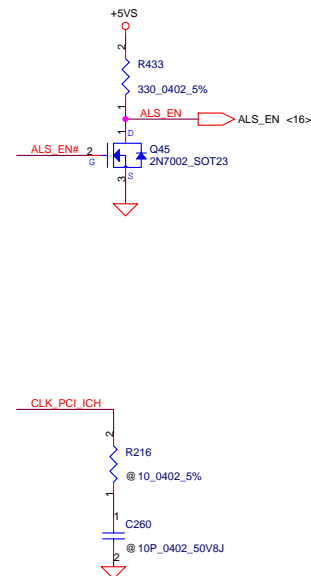 +5VS
2
R433
330_0402_5%
1
ALS_EN
ALS_EN <16>
1
D
ALS_EN#
2
G
Q45
2N7002_SOT23
3
S
CLK_PCI_ICH
2
R216
@ 10_0402_5%
1
1
C260
@ 10P_0402_50V8J
2